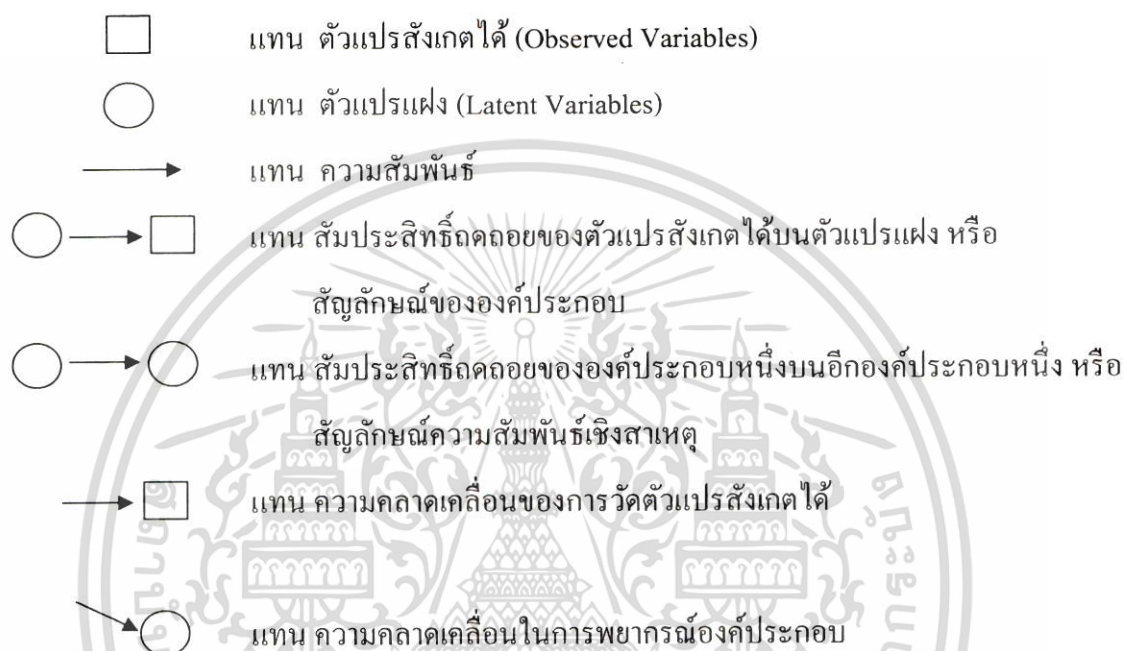 แทน ตัวแปรสังเกตได้ (Observed Variables)
แทน ตัวแปรแฝง (Latent Variables)
แทน ความสัมพันธ์
แทน สัมประสิทธิ์ถดถอยของตัวแปรสังเกตได้บนตัวแปรแฝง หรือ
สัญลักษณ์ขององค์ประกอบ
แทน สัมประสิทธิ์ถดถอยขององค์ประกอบหนึ่งบนอีกองค์ประกอบหนึ่ง หรือ
สัญลักษณ์ความสัมพันธ์เชิงสาเหตุ
แทน ความคลาดเคลื่อนของการวัดตัวแปรสังเกตได้
แทน ความคลาดเคลื่อนในการพยากรณ์องค์ประกอบ